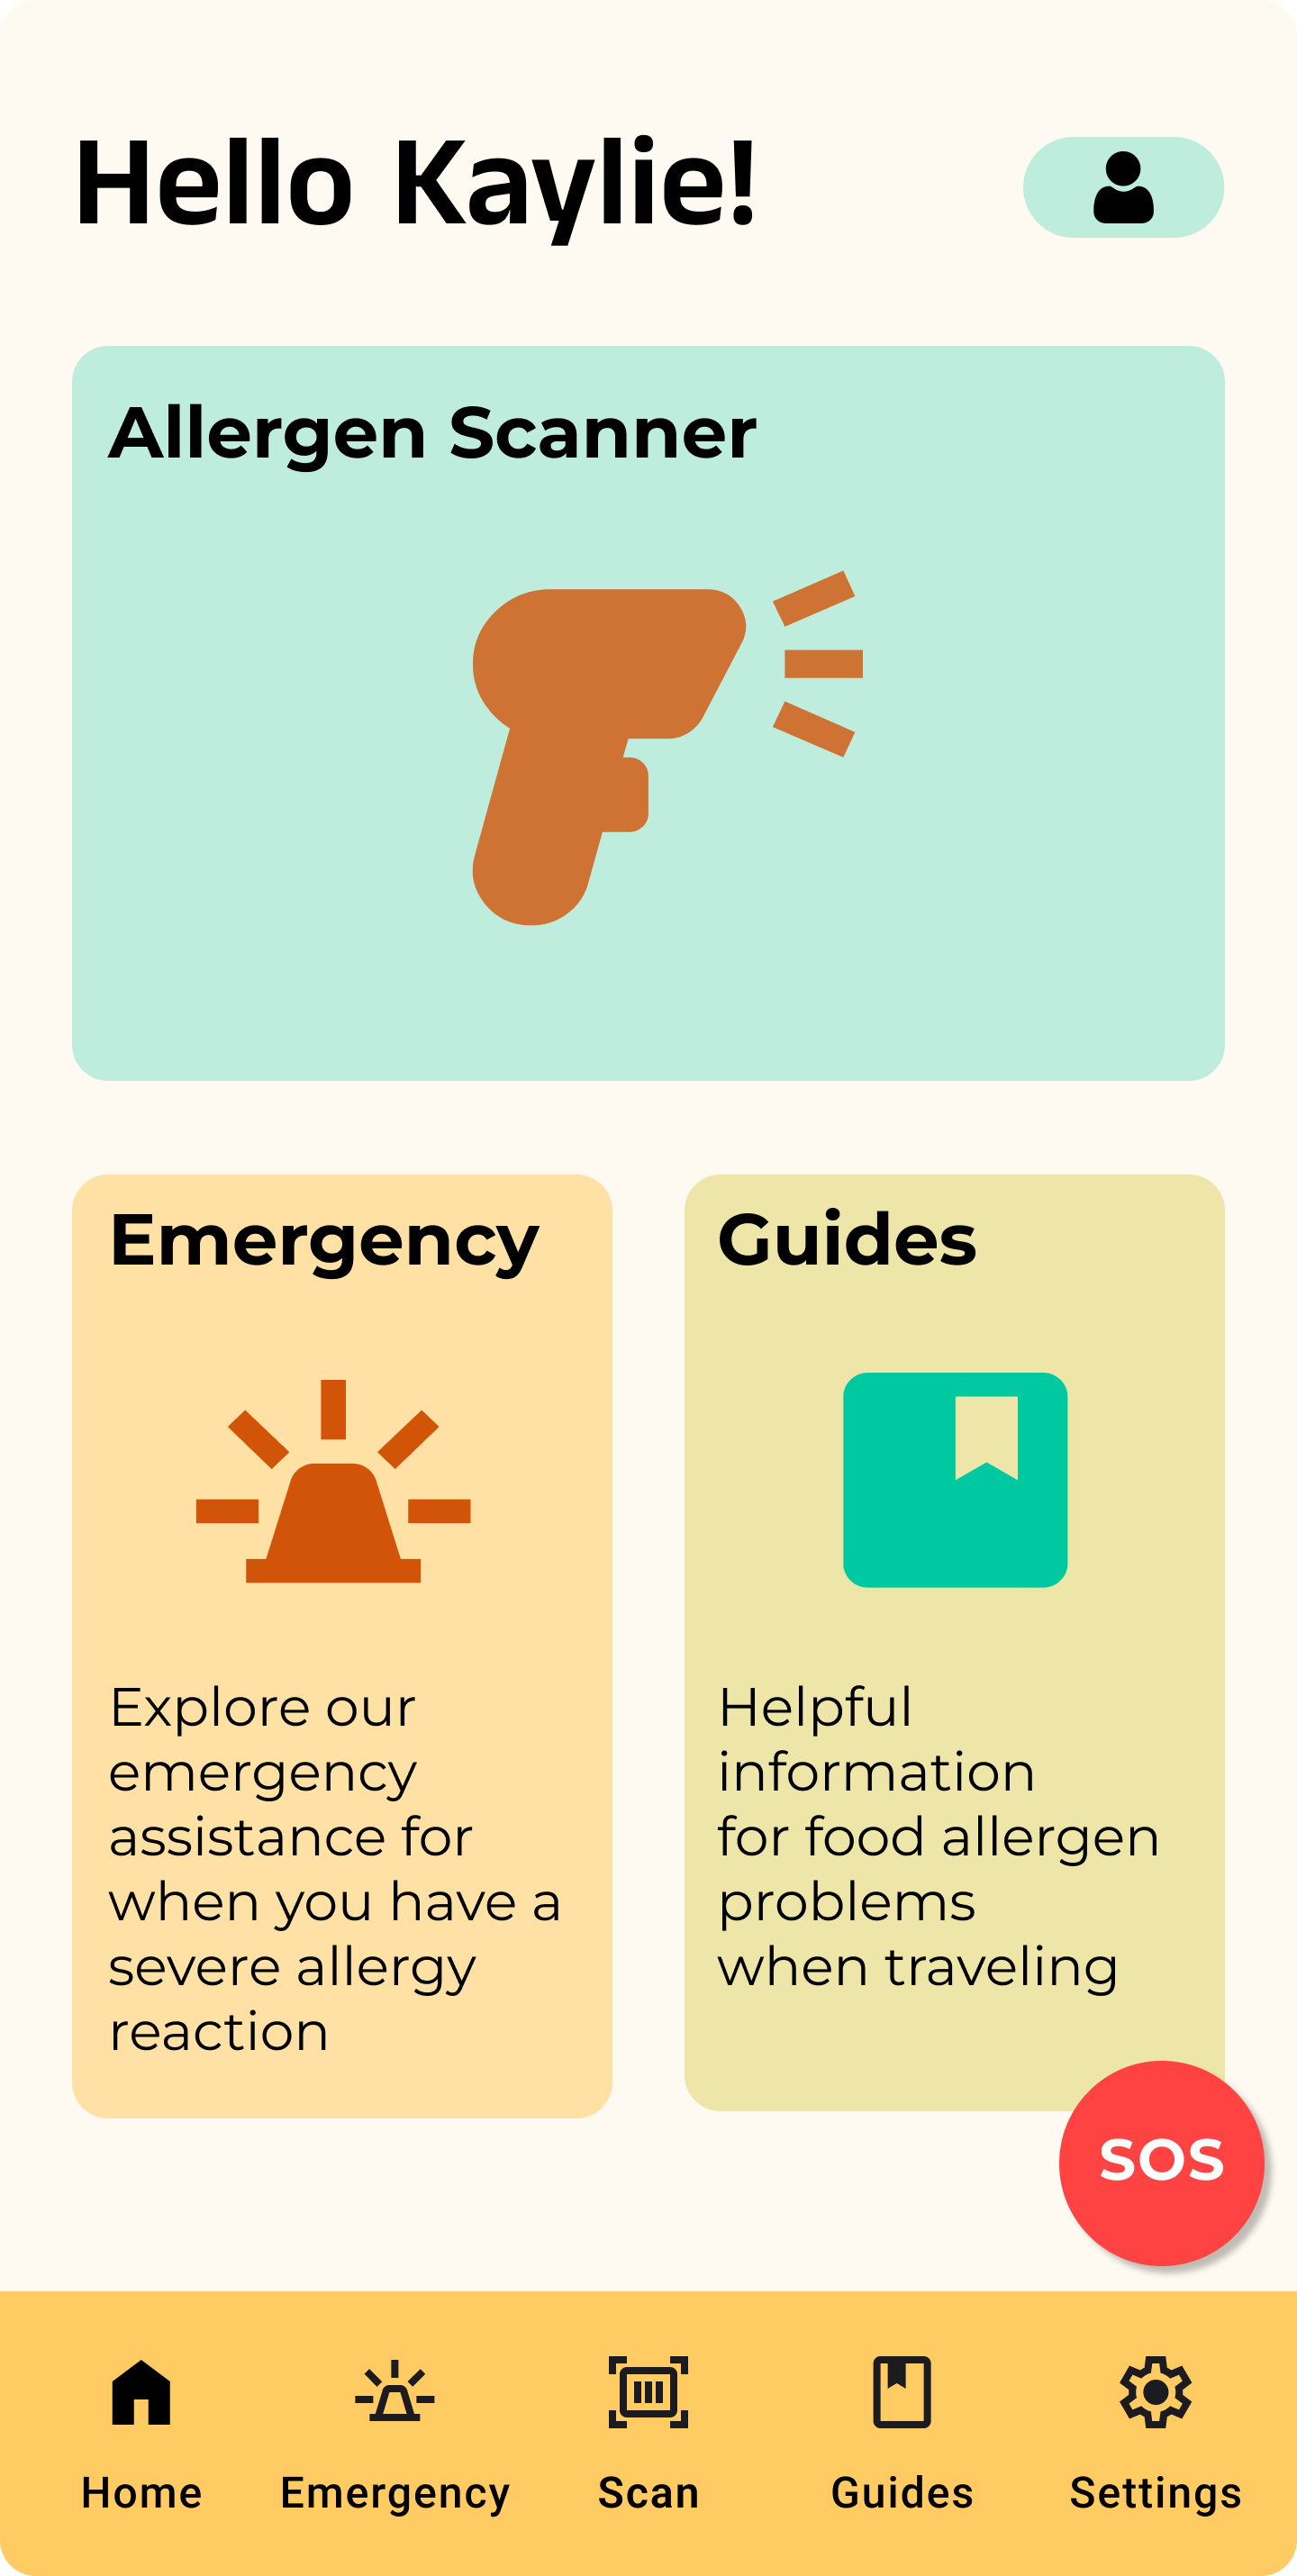 Hello Kaylie!
Allergen Scanner
Emergency
Explore our
emergency
assistance for
when you have a
severe allergy
reaction
Guides
Helpful
information
for food allergen
problems
when traveling
SOS
Home
Emergency
Scan
Guides
Settings